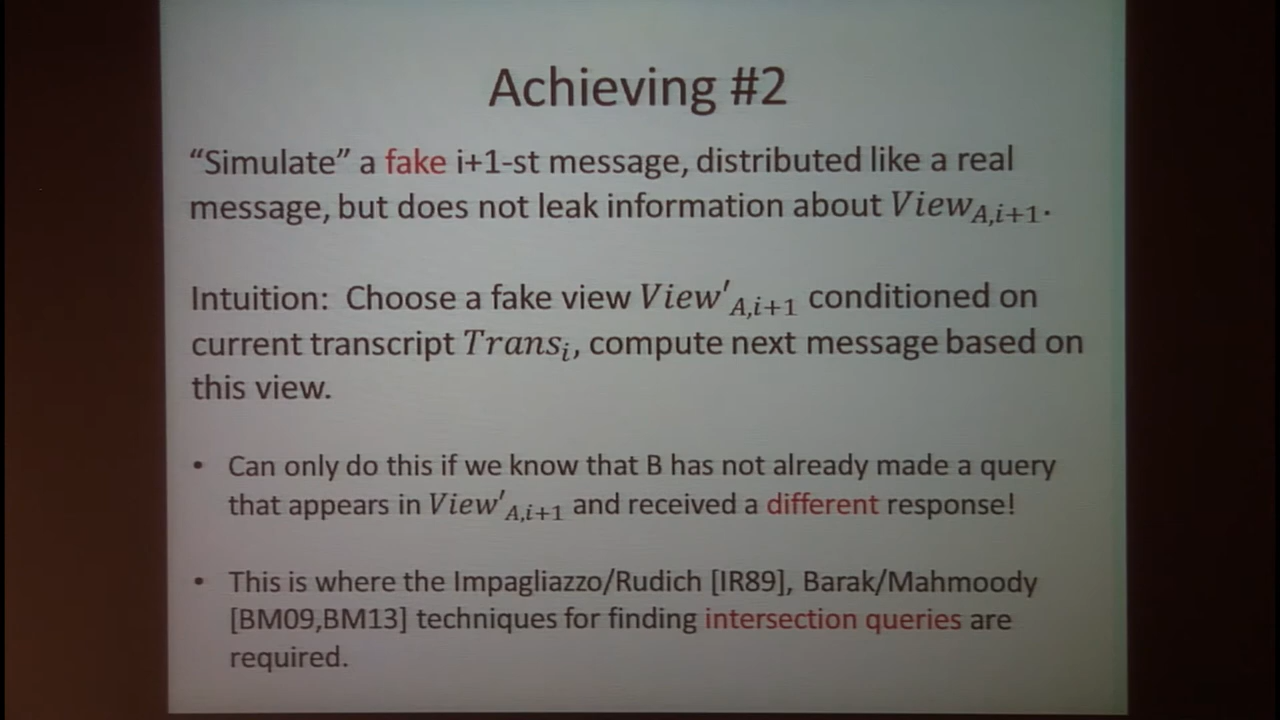 Achieving #2
“Simulate” a fake i+1-st message, distributed like a real
message, but does not leak information about View_{A,i+1}.
Intuition: Choose a fake view View'_{A,i+1} conditioned on
current transcript Trans_i, compute next message based on
this view.
• Can only do this if we know that B has not already made a query
that appears in View'_{A,i+1} and received a different response!
• This is where the Impagliazzo/Rudich [IR89], Barak/Mahmoody
[BM09,BM13] techniques for finding intersection queries are
required.